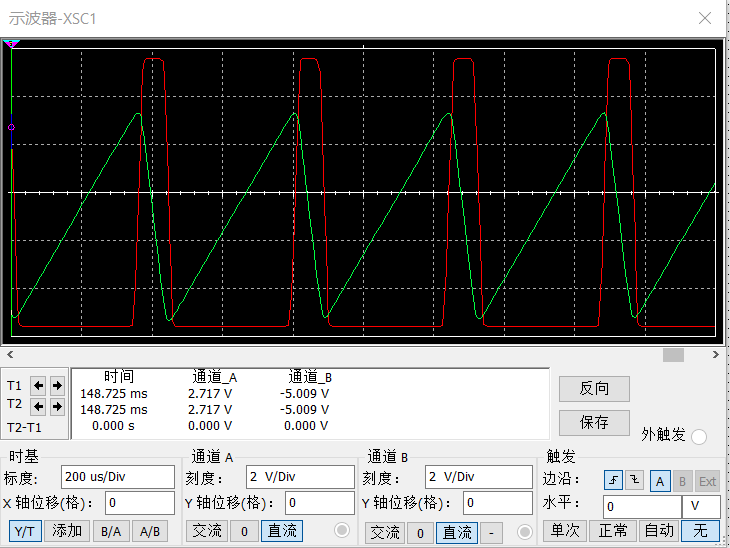 示波器-XSC1
时间 通道_A 通道_B
T1 148.725 ms 2.717 V -5.009 V
T2 148.725 ms 2.717 V -5.009 V
T2-T1 0.000 s 0.000 V 0.000 V
反向
保存
外触发
时基 通道 A 通道 B 触发
标度: 200 us/Div 刻度: 2 V/Div 刻度: 2 V/Div 边沿: A B Ext
X 轴位移(格): 0 Y 轴位移(格): 0 Y 轴位移(格): 0 水平: 0 V
Y/T 添加 B/A A/B 交流 0 直流 交流 0 直流 - 单次 正常 自动 无